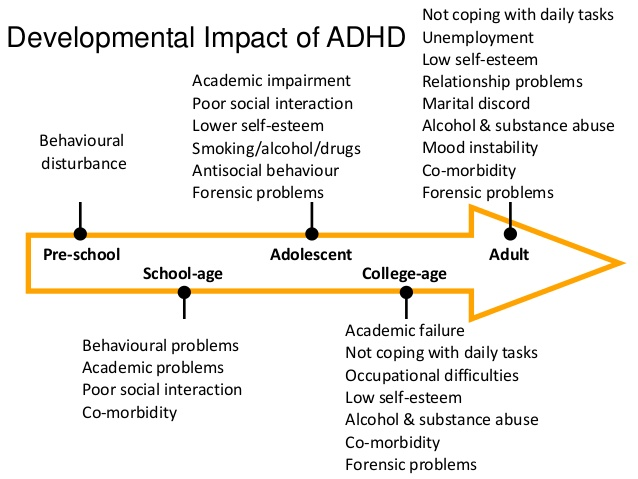 Developmental Impact of ADHD
Behavioural
disturbance
Pre-school
School-age
Behavioural problems
Academic problems
Poor social interaction
Co-morbidity
Academic impairment
Poor social interaction
Lower self-esteem
Smoking/alcohol/drugs
Antisocial behaviour
Forensic problems
Adolescent
College-age
Academic failure
Not coping with daily tasks
Occupational difficulties
Low self-esteem
Alcohol & substance abuse
Co-morbidity
Forensic problems
Not coping with daily tasks
Unemployment
Low self-esteem
Relationship problems
Marital discord
Alcohol & substance abuse
Mood instability
Co-morbidity
Forensic problems
Adult